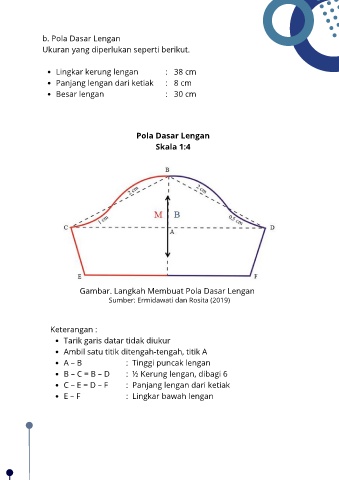 b. Pola Dasar Lengan
Ukuran yang diperlukan seperti berikut.
• Lingkar kerung lengan : 38 cm
• Panjang lengan dari ketiak : 8 cm
• Besar lengan : 30 cm
Pola Dasar Lengan
Skala 1:4
B
2 cm
2 cm
1 cm
M
B
0,5 cm
C
A
D
E
F
Gambar. Langkah Membuat Pola Dasar Lengan
Sumber: Ermidawati dan Rosita (2019)
Keterangan :
• Tarik garis datar tidak diukur
• Ambil satu titik ditengah-tengah, titik A
• A – B : Tinggi puncak lengan
• B – C = B – D : ½ Kerung lengan, dibagi 6
• C – E = D – F : Panjang lengan dari ketiak
• E – F : Lingkar bawah lengan